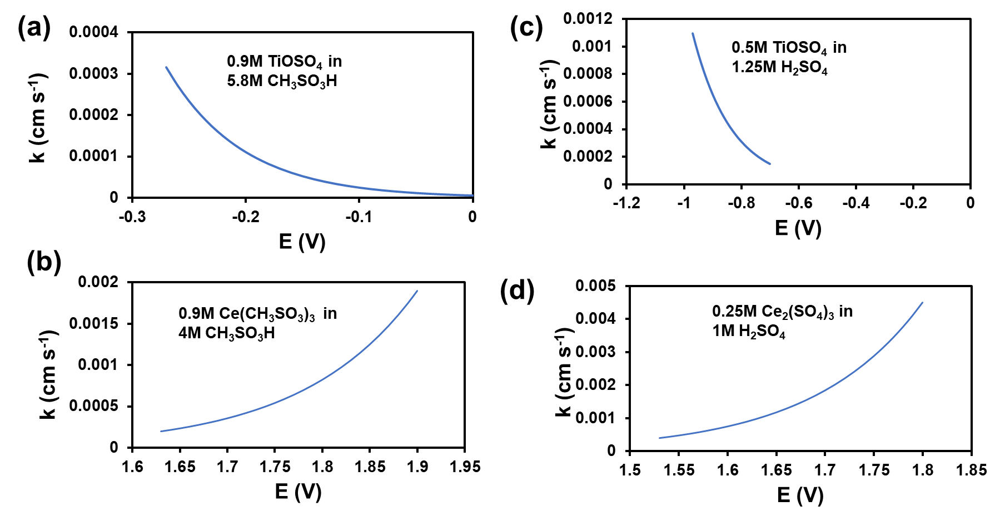 (a)
0.0004
0.0003
0.0002
0.0001
0
k (cm s⁻¹)
0.9M TiOSO₄ in
5.8M CH₃SO₃H
-0.3 -0.2 -0.1 0
E (V)
(c)
0.0012
0.001
0.0008
0.0006
0.0004
0.0002
0
k (cm s⁻¹)
0.5M TiOSO₄ in
1.25M H₂SO₄
-1.2 -1 -0.8 -0.6 -0.4 -0.2 0
E (V)
(b)
0.002
0.0015
0.001
0.0005
0
k (cm s⁻¹)
0.9M Ce(CH₃SO₃)₃ in
4M CH₃SO₃H
1.6 1.65 1.7 1.75 1.8 1.85 1.9 1.95
E (V)
(d)
0.005
0.004
0.003
0.002
0.001
0
k (cm s⁻¹)
0.25M Ce₂(SO₄)₃ in
1M H₂SO₄
1.5 1.55 1.6 1.65 1.7 1.75 1.8 1.85
E (V)